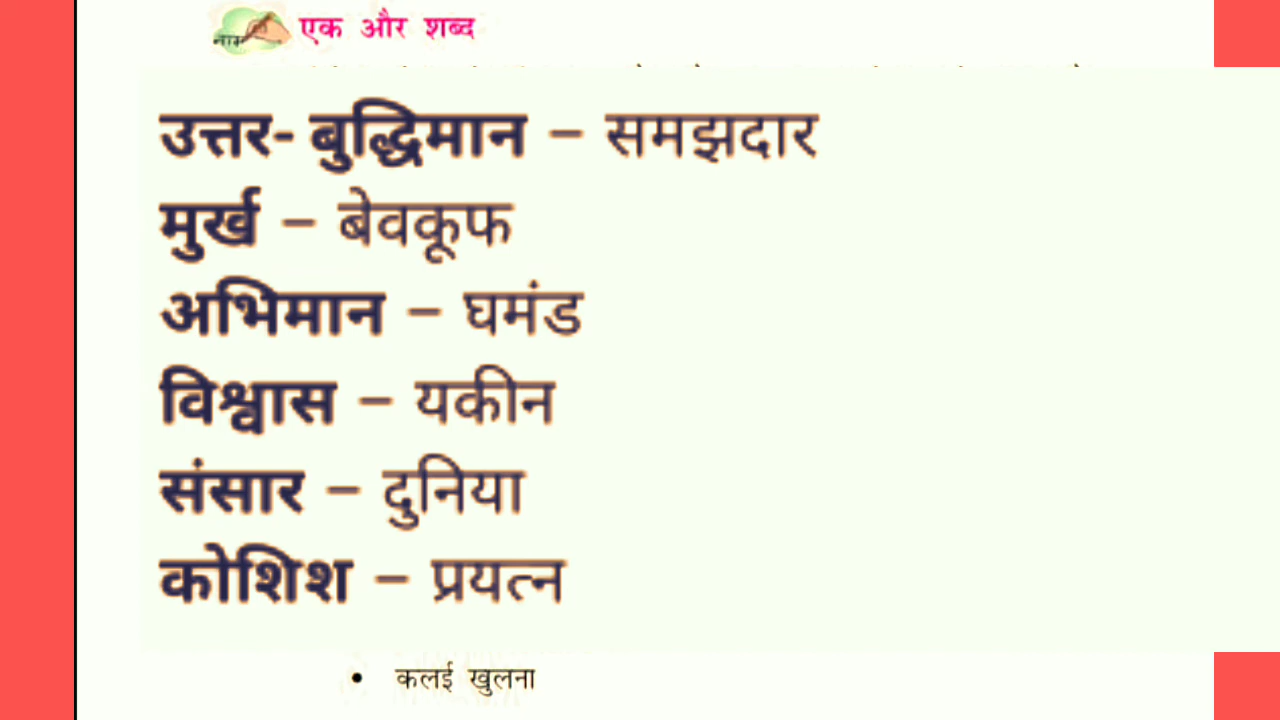 नाम
एक और शब्द
उत्तर- बुद्धिमान – समझदार
मुर्ख – बेवकूफ
अभिमान – घमंड
विश्वास – यकीन
संसार – दुनिया
कोशिश – प्रयत्न
• कलई खुलना